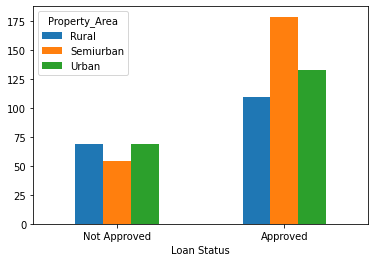 Property_Area
Rural
Semiurban
Urban
175
150
125
100
75
50
25
0
Not Approved
Approved
Loan Status